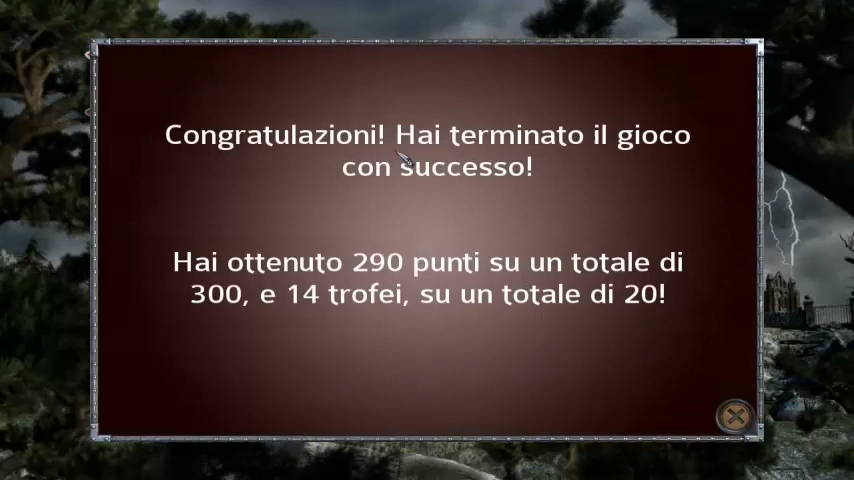 Congratulazioni! Hai terminato il gioco
con successo!
Hai ottenuto 290 punti su un totale di
300, e 14 trofei, su un totale di 20!